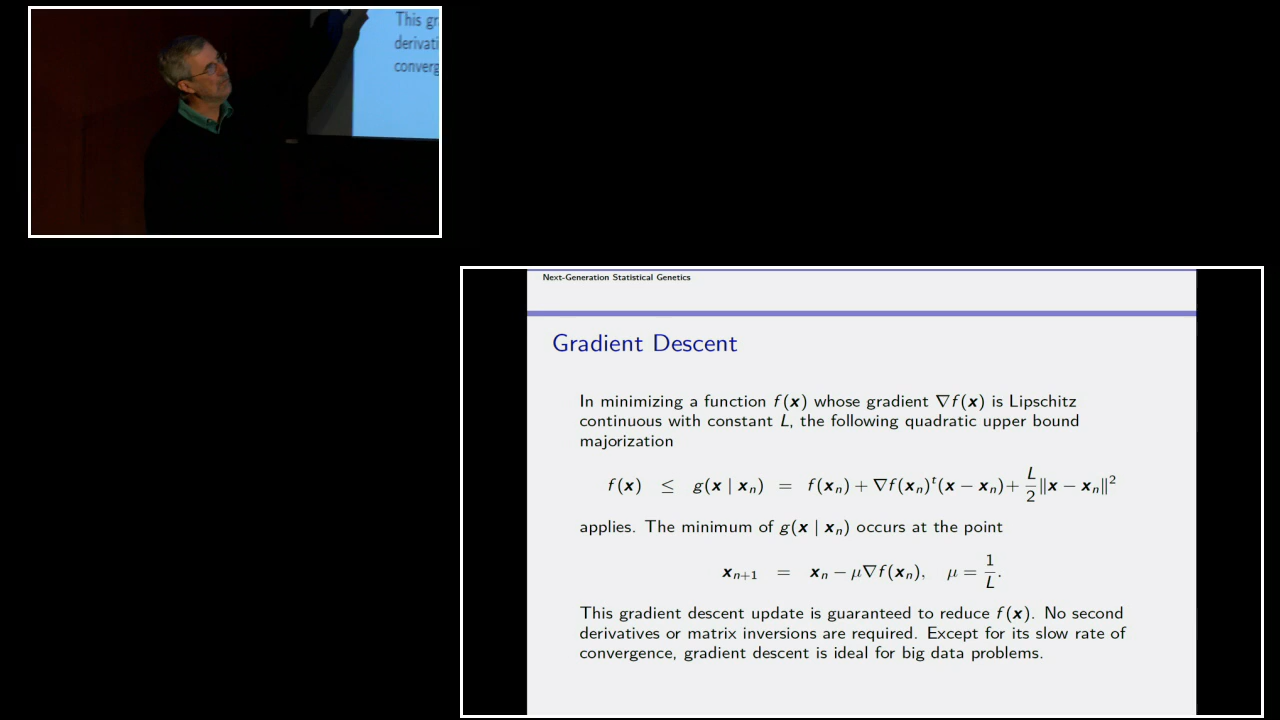 This gr
derivati
converg
Next-Generation Statistical Genetics
Gradient Descent
In minimizing a function f(x) whose gradient ∇f(x) is Lipschitz
continuous with constant L, the following quadratic upper bound
majorization
f(x) ≤ g(x | xₙ) = f(xₙ) + ∇f(xₙ)ᵗ(x − xₙ) + L/2 ‖x − xₙ‖²
applies. The minimum of g(x | xₙ) occurs at the point
xₙ₊₁ = xₙ − μ∇f(xₙ), μ = 1/L.
This gradient descent update is guaranteed to reduce f(x). No second
derivatives or matrix inversions are required. Except for its slow rate of
convergence, gradient descent is ideal for big data problems.